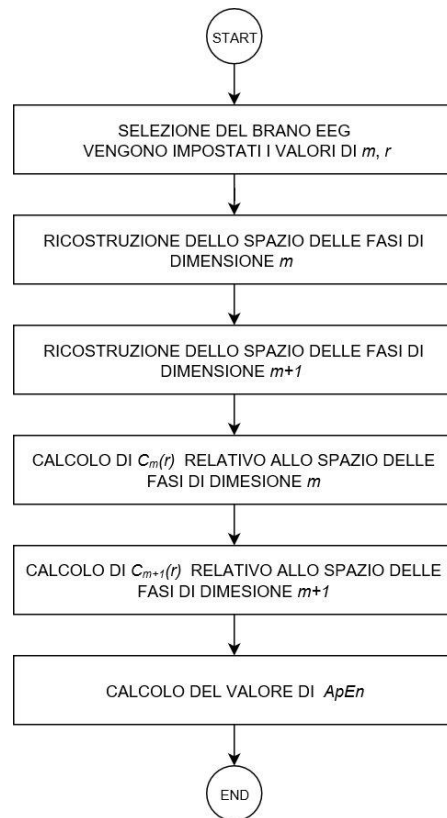 START
SELEZIONE DEL BRANO EEG
VENGONO IMPOSTATI I VALORI DI m, r
RICOSTRUZIONE DELLO SPAZIO DELLE FASI DI
DIMENSIONE m
RICOSTRUZIONE DELLO SPAZIO DELLE FASI DI
DIMENSIONE m+1
CALCOLO DI Cm(r) RELATIVO ALLO SPAZIO DELLE
FASI DI DIMESIONE m
CALCOLO DI Cm+1(r) RELATIVO ALLO SPAZIO DELLE
FASI DI DIMESIONE m+1
CALCOLO DEL VALORE DI ApEn
END